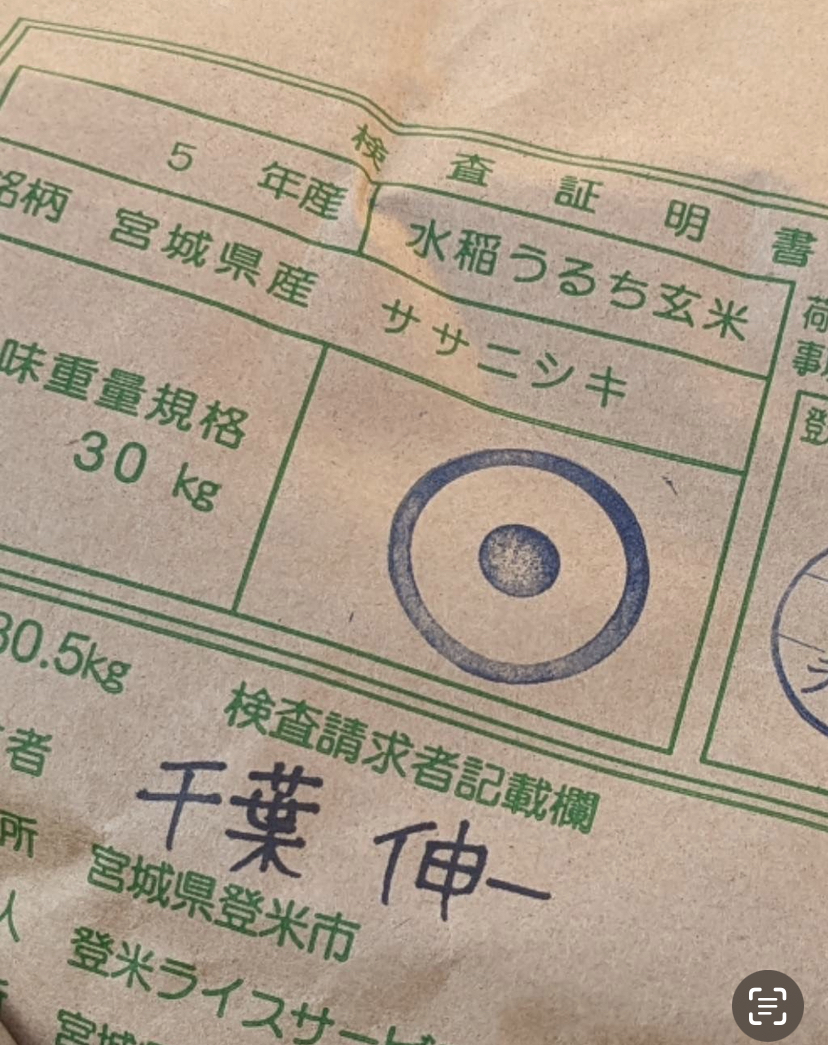 検査証明書
5 年産
水稲うるち玄米
銘柄 宮城県産 ササニシキ
味重量規格
30 kg
30.5kg
検査請求者記載欄
者
千葉 伸一
所
宮城県登米市
人
登米ライスサービ
宮城